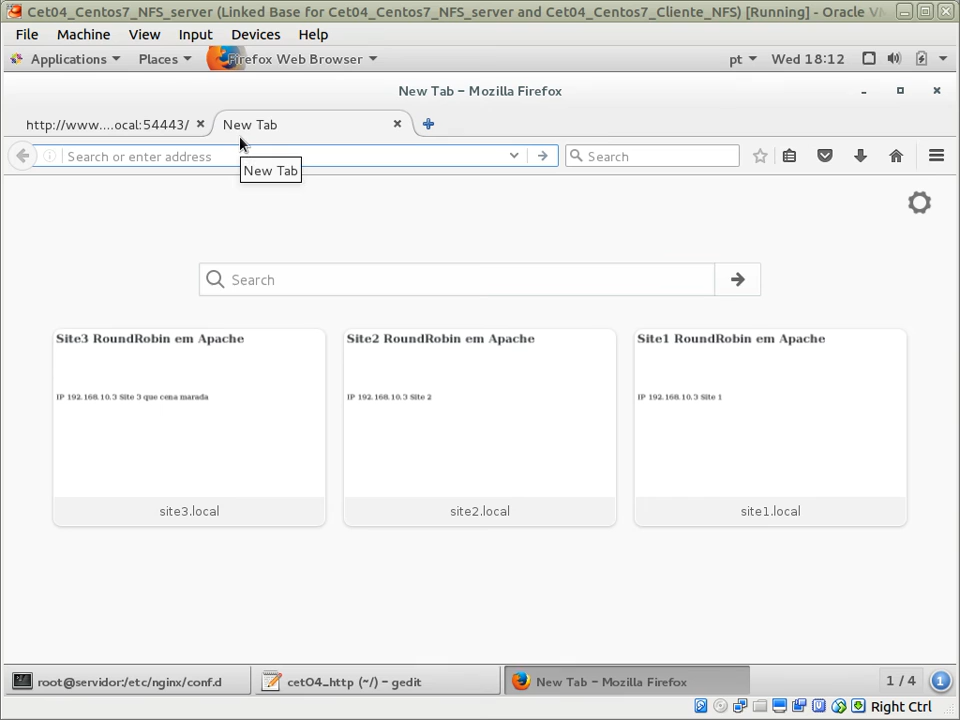 Cet04_Centos7_NFS_server (Linked Base for Cet04_Centos7_NFS_server and Cet04_Centos7_Cliente_NFS) [Running] - Oracle
File Machine View Input Devices Help
Applications Places Firefox Web Browser pt Wed 18:12
New Tab - Mozilla Firefox
http://www....ocal:54443/ New Tab
Search or enter address Search
New Tab
Search
Site3 RoundRobin em Apache
IP 192.168.10.3 Site 3 que cena marada
site3.local
Site2 RoundRobin em Apache
IP 192.168.10.3 Site 2
site2.local
Site1 RoundRobin em Apache
IP 192.168.10.3 Site 1
site1.local
root@servidor:/etc/nginx/conf.d cet04_http (~/) - gedit New Tab - Mozilla Firefox 1 / 4 1
Right Ctrl